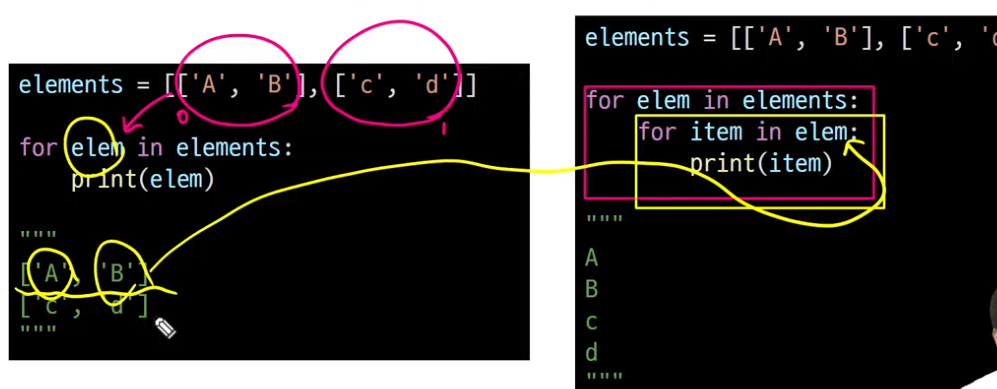 elements = [['A', 'B'], ['c', 'd']]
0
1
for elem in elements:
    print(elem)
"""
['A', 'B']
['c', 'd']
"""
elements = [['A', 'B'], ['c', '
for elem in elements:
    for item in elem:
        print(item)
"""
A
B
c
d
"""